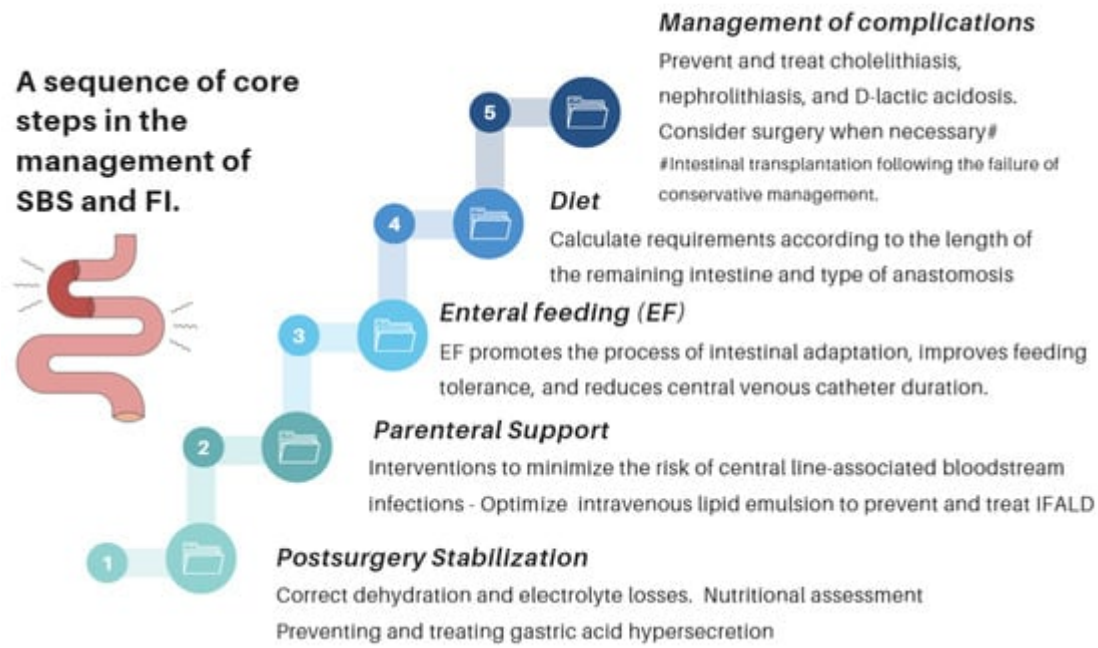 A sequence of core
steps in the
management of
SBS and FI.
5
Management of complications
Prevent and treat cholelithiasis,
nephrolithiasis, and D-lactic acidosis.
Consider surgery when necessary#
#Intestinal transplantation following the failure of
conservative management.
4
Diet
Calculate requirements according to the length of
the remaining intestine and type of anastomosis
3
Enteral feeding (EF)
EF promotes the process of intestinal adaptation, improves feeding
tolerance, and reduces central venous catheter duration.
2
Parenteral Support
Interventions to minimize the risk of central line-associated bloodstream
infections - Optimize intravenous lipid emulsion to prevent and treat IFALD
1
Postsurgery Stabilization
Correct dehydration and electrolyte losses. Nutritional assessment
Preventing and treating gastric acid hypersecretion